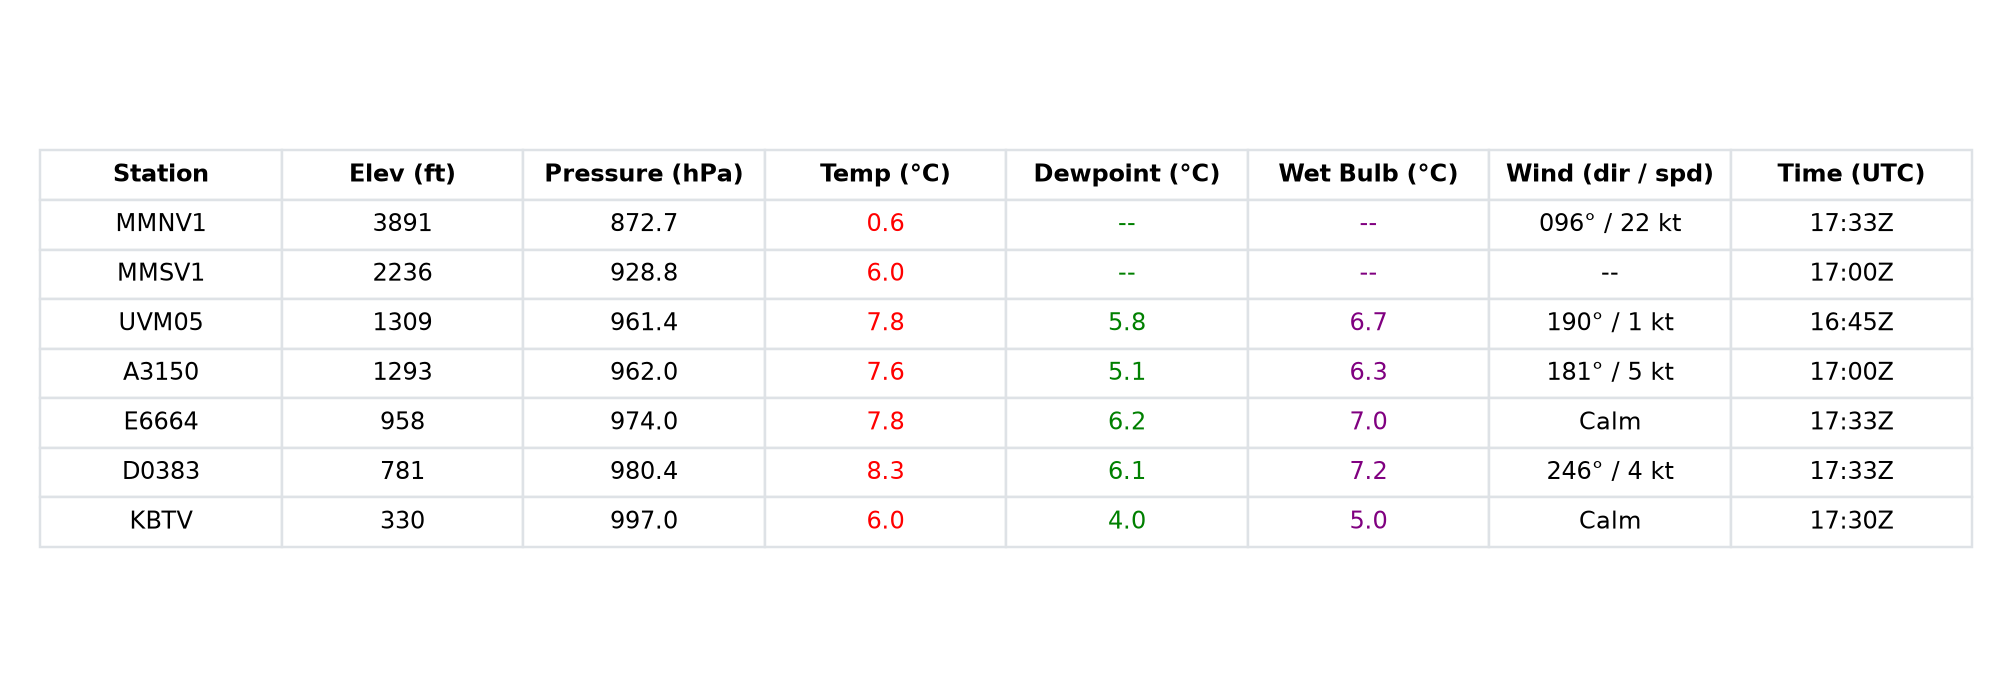 Station Elev (ft) Pressure (hPa) Temp (°C) Dewpoint (°C) Wet Bulb (°C) Wind (dir / spd) Time (UTC)
MMNV1 3891 872.7 0.6 -- -- 096° / 22 kt 17:33Z
MMSV1 2236 928.8 6.0 -- -- -- 17:00Z
UVM05 1309 961.4 7.8 5.8 6.7 190° / 1 kt 16:45Z
A3150 1293 962.0 7.6 5.1 6.3 181° / 5 kt 17:00Z
E6664 958 974.0 7.8 6.2 7.0 Calm 17:33Z
D0383 781 980.4 8.3 6.1 7.2 246° / 4 kt 17:33Z
KBTV 330 997.0 6.0 4.0 5.0 Calm 17:30Z